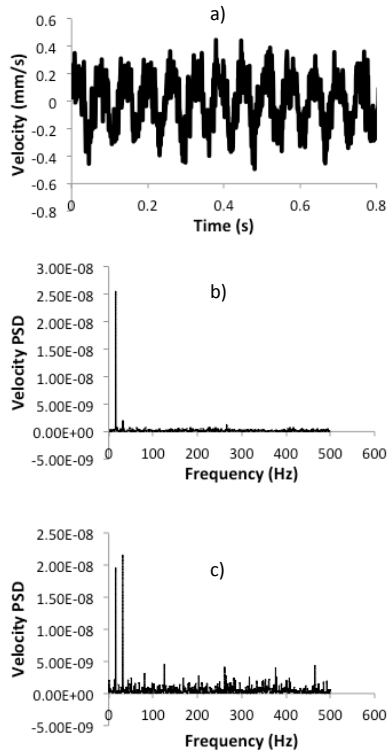 a)
Velocity (mm/s)
0.6
0.4
0.2
0
-0.2
-0.4
-0.6
-0.8
0 0.2 0.4 0.6 0.8
Time (s)
b)
Velocity PSD
3.00E-08
2.50E-08
2.00E-08
1.50E-08
1.00E-08
5.00E-09
0.00E+00
-5.00E-09
0 100 200 300 400 500 600
Frequency (Hz)
c)
Velocity PSD
2.50E-08
2.00E-08
1.50E-08
1.00E-08
5.00E-09
0.00E+00
-5.00E-09
0 100 200 300 400 500 600
Frequency (Hz)